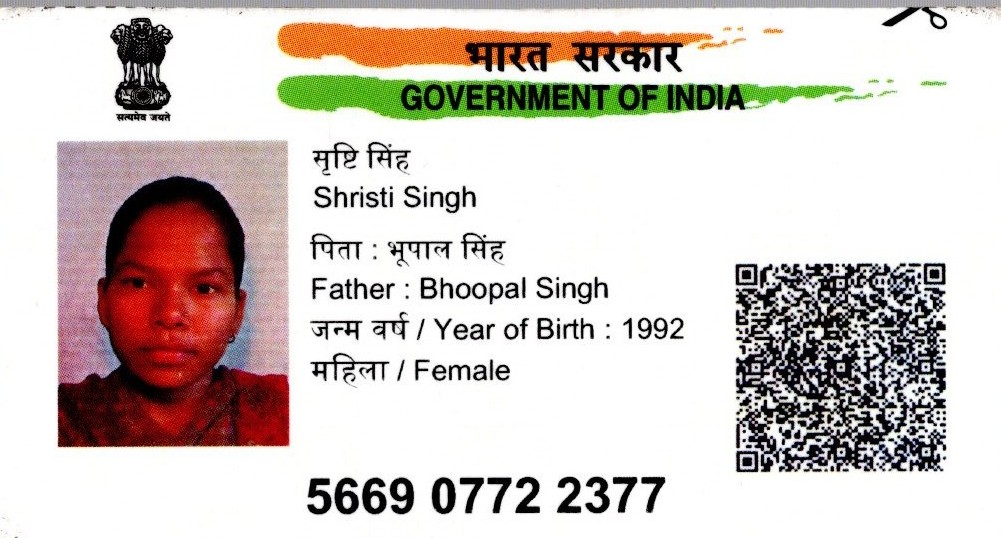 सत्यमेव जयते
भारत सरकार
GOVERNMENT OF INDIA
सृष्टि सिंह
Shristi Singh
पिता : भूपाल सिंह
Father : Bhoopal Singh
जन्म वर्ष / Year of Birth : 1992
महिला / Female
5669 0772 2377